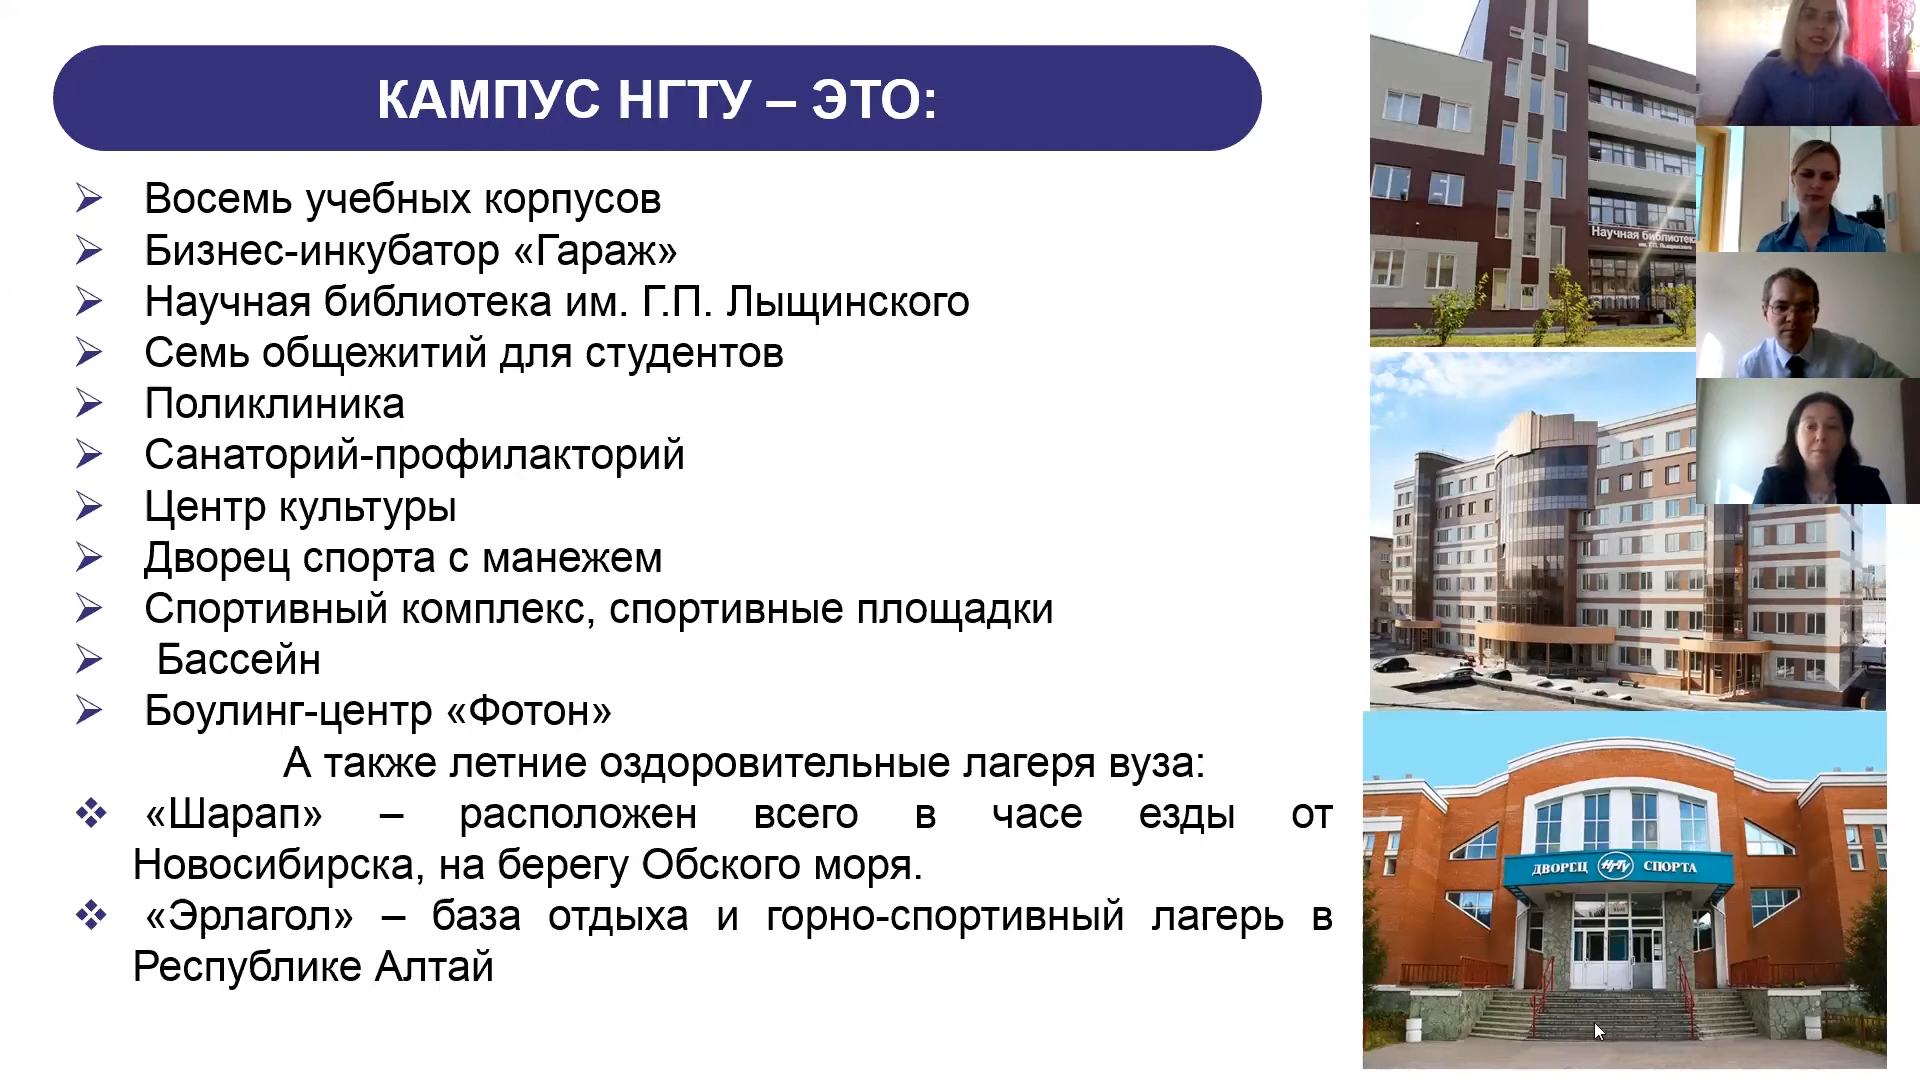 КАМПУС НГТУ – ЭТО:
Восемь учебных корпусов
Бизнес-инкубатор «Гараж»
Научная библиотека им. Г.П. Лыщинского
Семь общежитий для студентов
Поликлиника
Санаторий-профилакторий
Центр культуры
Дворец спорта с манежем
Спортивный комплекс, спортивные площадки
Бассейн
Боулинг-центр «Фотон»
А также летние оздоровительные лагеря вуза:
«Шарап» – расположен всего в часе езды от
Новосибирска, на берегу Обского моря.
«Эрлагол» – база отдыха и горно-спортивный лагерь в
Республике Алтай
Научная библиотека
им. Г.П. Лыщинского
ДВОРЕЦ НГТУ СПОРТА